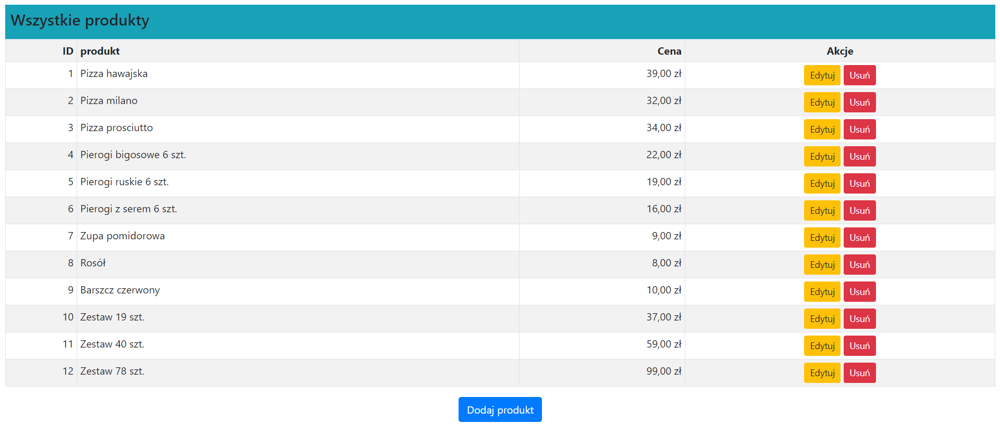 Wszystkie produkty
ID produkt Cena Akcje
1 Pizza hawajska 39,00 zł Edytuj Usuń
2 Pizza milano 32,00 zł Edytuj Usuń
3 Pizza prosciutto 34,00 zł Edytuj Usuń
4 Pierogi bigosowe 6 szt. 22,00 zł Edytuj Usuń
5 Pierogi ruskie 6 szt. 19,00 zł Edytuj Usuń
6 Pierogi z serem 6 szt. 16,00 zł Edytuj Usuń
7 Zupa pomidorowa 9,00 zł Edytuj Usuń
8 Rosół 8,00 zł Edytuj Usuń
9 Barszcz czerwony 10,00 zł Edytuj Usuń
10 Zestaw 19 szt. 37,00 zł Edytuj Usuń
11 Zestaw 40 szt. 59,00 zł Edytuj Usuń
12 Zestaw 78 szt. 99,00 zł Edytuj Usuń
Dodaj produkt